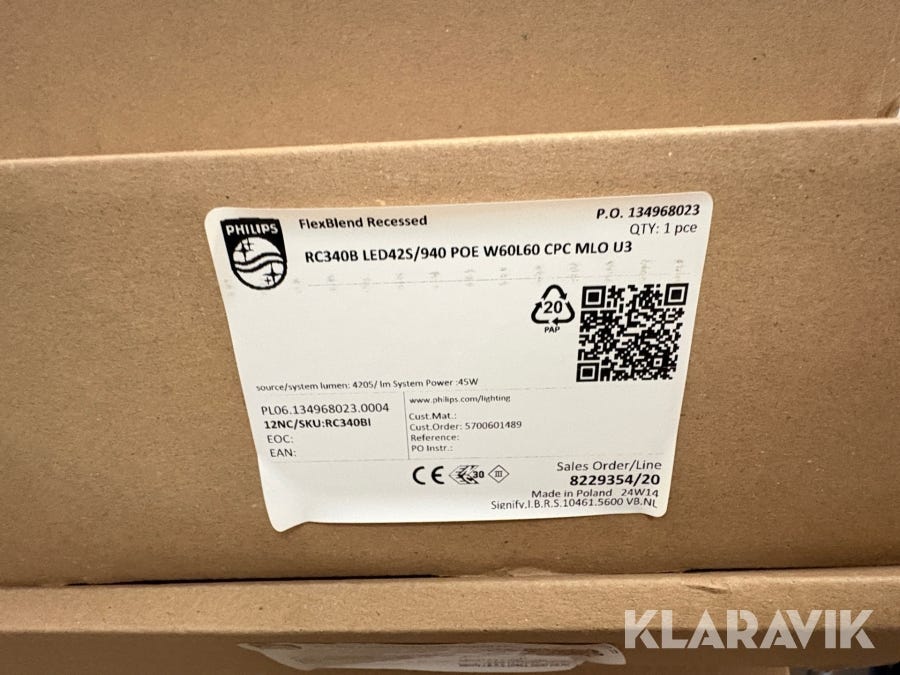 PHILIPS
FlexBlend Recessed
P.O. 134968023
QTY: 1 pce
RC340B LED42S/940 POE W60L60 CPC MLO U3
20
PAP
source/system lumen: 4205/ lm System Power :45W
PL06.134968023.0004
12NC/SKU:RC340BI
EOC:
EAN:
www.philips.com/lighting
Cust.Mat.:
Cust.Order: 5700601489
Reference:
PO Instr.:
CE
30
III
Sales Order/Line
8229354/20
Made in Poland 24W14
Signify.I.B.R.S.10461.5600 VB.NL
KLARAVIK